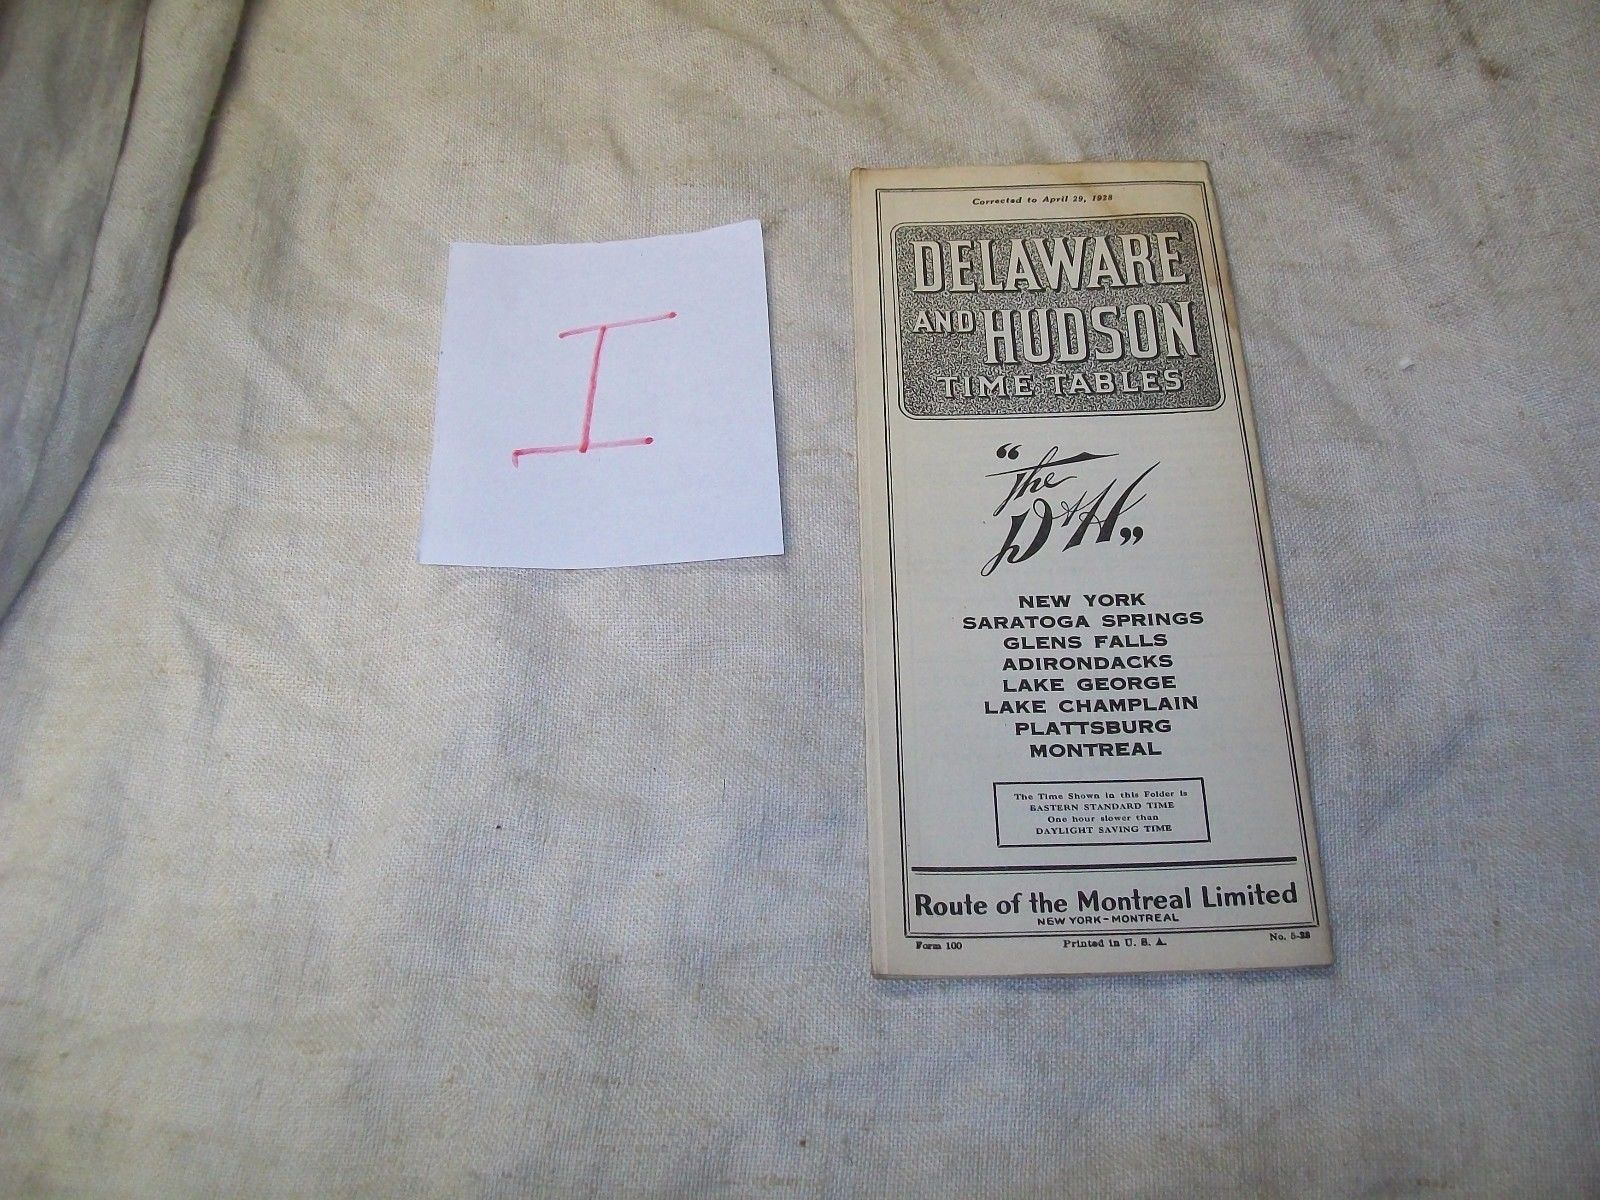 I
Corrected to April 29, 1928
DELAWARE
AND HUDSON
TIME TABLES
"The
D&H"
NEW YORK
SARATOGA SPRINGS
GLENS FALLS
ADIRONDACKS
LAKE GEORGE
LAKE CHAMPLAIN
PLATTSBURG
MONTREAL
The Time Shown in this Folder is
EASTERN STANDARD TIME
One hour slower than
DAYLIGHT SAVING TIME
Route of the Montreal Limited
NEW YORK-MONTREAL
Form 100 Printed in U. S. A. No. 5-28